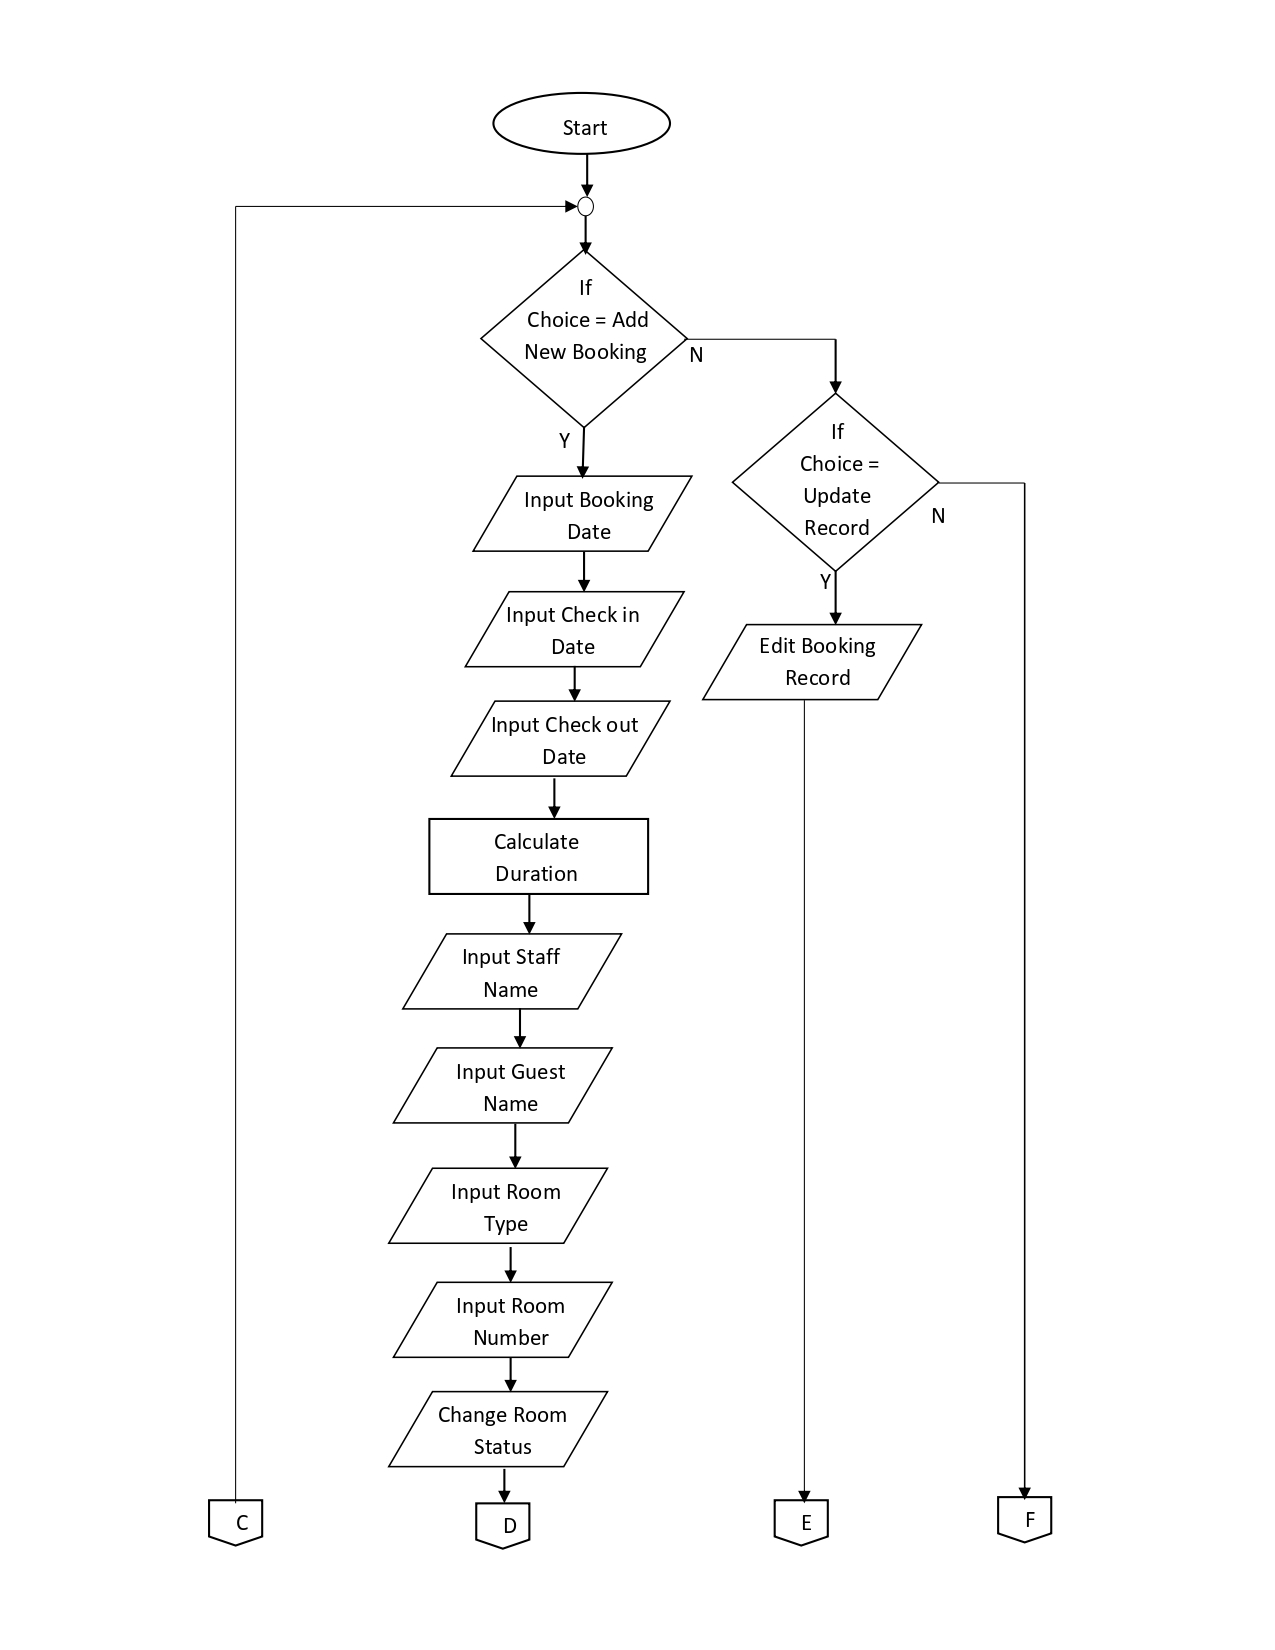 Start
If
Choice = Add
New Booking
N
Y
If
Choice =
Update
Record
N
Y
Input Booking
Date
Input Check in
Date
Edit Booking
Record
Input Check out
Date
Calculate
Duration
Input Staff
Name
Input Guest
Name
Input Room
Type
Input Room
Number
Change Room
Status
C
D
E
F